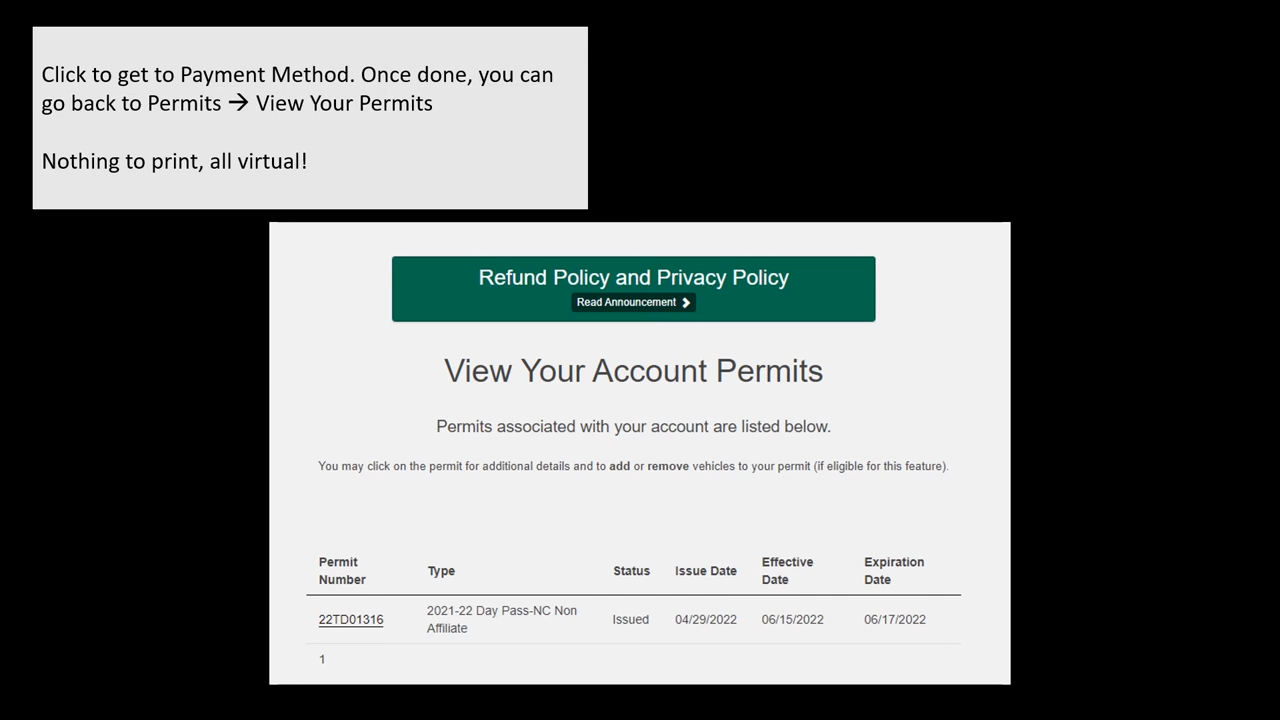 Click to get to Payment Method. Once done, you can
go back to Permits → View Your Permits
Nothing to print, all virtual!
Refund Policy and Privacy Policy
Read Announcement ❯
View Your Account Permits
Permits associated with your account are listed below.
You may click on the permit for additional details and to add or remove vehicles to your permit (if eligible for this feature).
Permit Number Type Status Issue Date Effective Date Expiration Date
22TD01316 2021-22 Day Pass-NC Non Affiliate Issued 04/29/2022 06/15/2022 06/17/2022
1